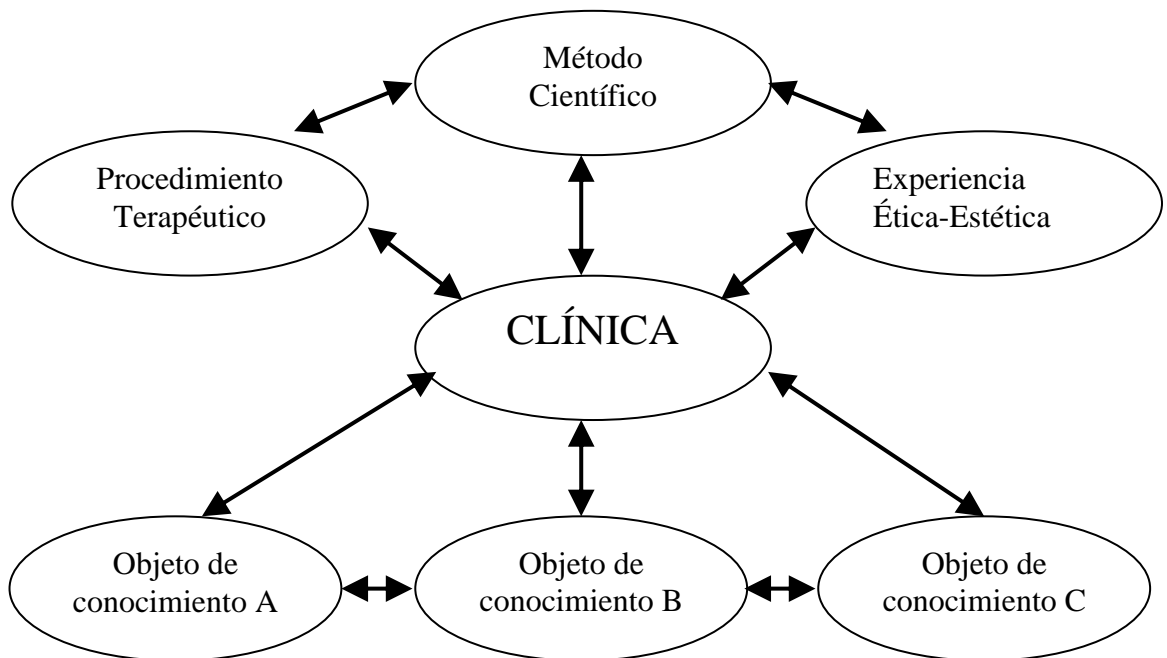 Método
Científico
Procedimiento
Terapéutico
Experiencia
Ética-Estética
CLÍNICA
Objeto de
conocimiento A
Objeto de
conocimiento B
Objeto de
conocimiento C